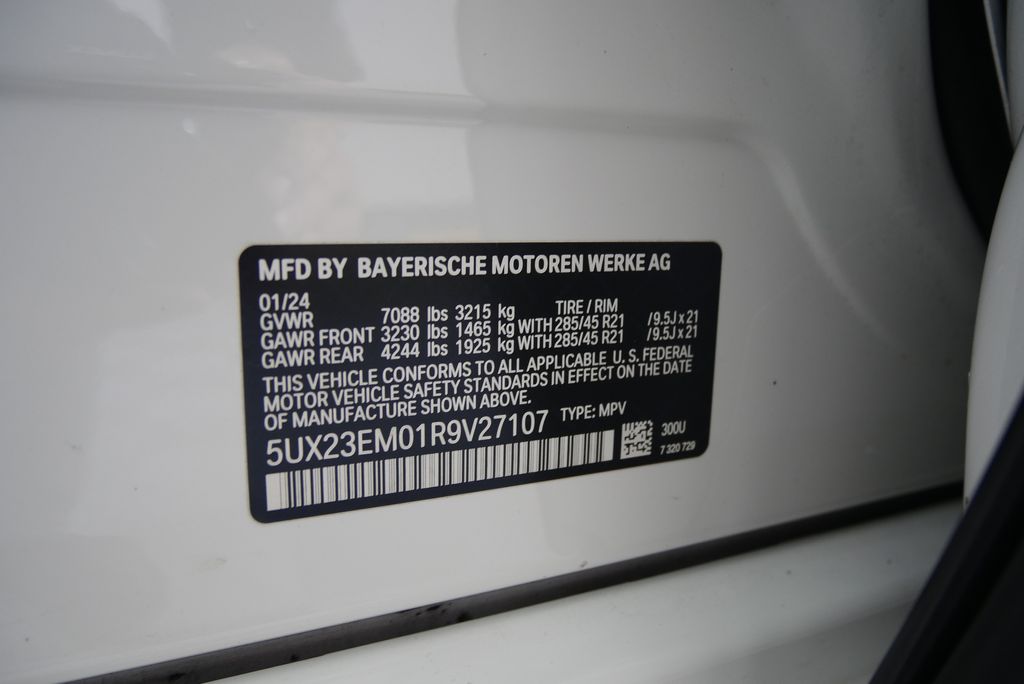 MFD BY BAYERISCHE MOTOREN WERKE AG
01/24 TIRE / RIM
GVWR 7088 lbs 3215 kg
GAWR FRONT 3230 lbs 1465 kg WITH 285/45 R21 /9.5J x 21
GAWR REAR 4244 lbs 1925 kg WITH 285/45 R21 /9.5J x 21
THIS VEHICLE CONFORMS TO ALL APPLICABLE U.S. FEDERAL
MOTOR VEHICLE SAFETY STANDARDS IN EFFECT ON THE DATE
OF MANUFACTURE SHOWN ABOVE.
5UX23EM01R9V27107 TYPE: MPV
300U
7 320 729